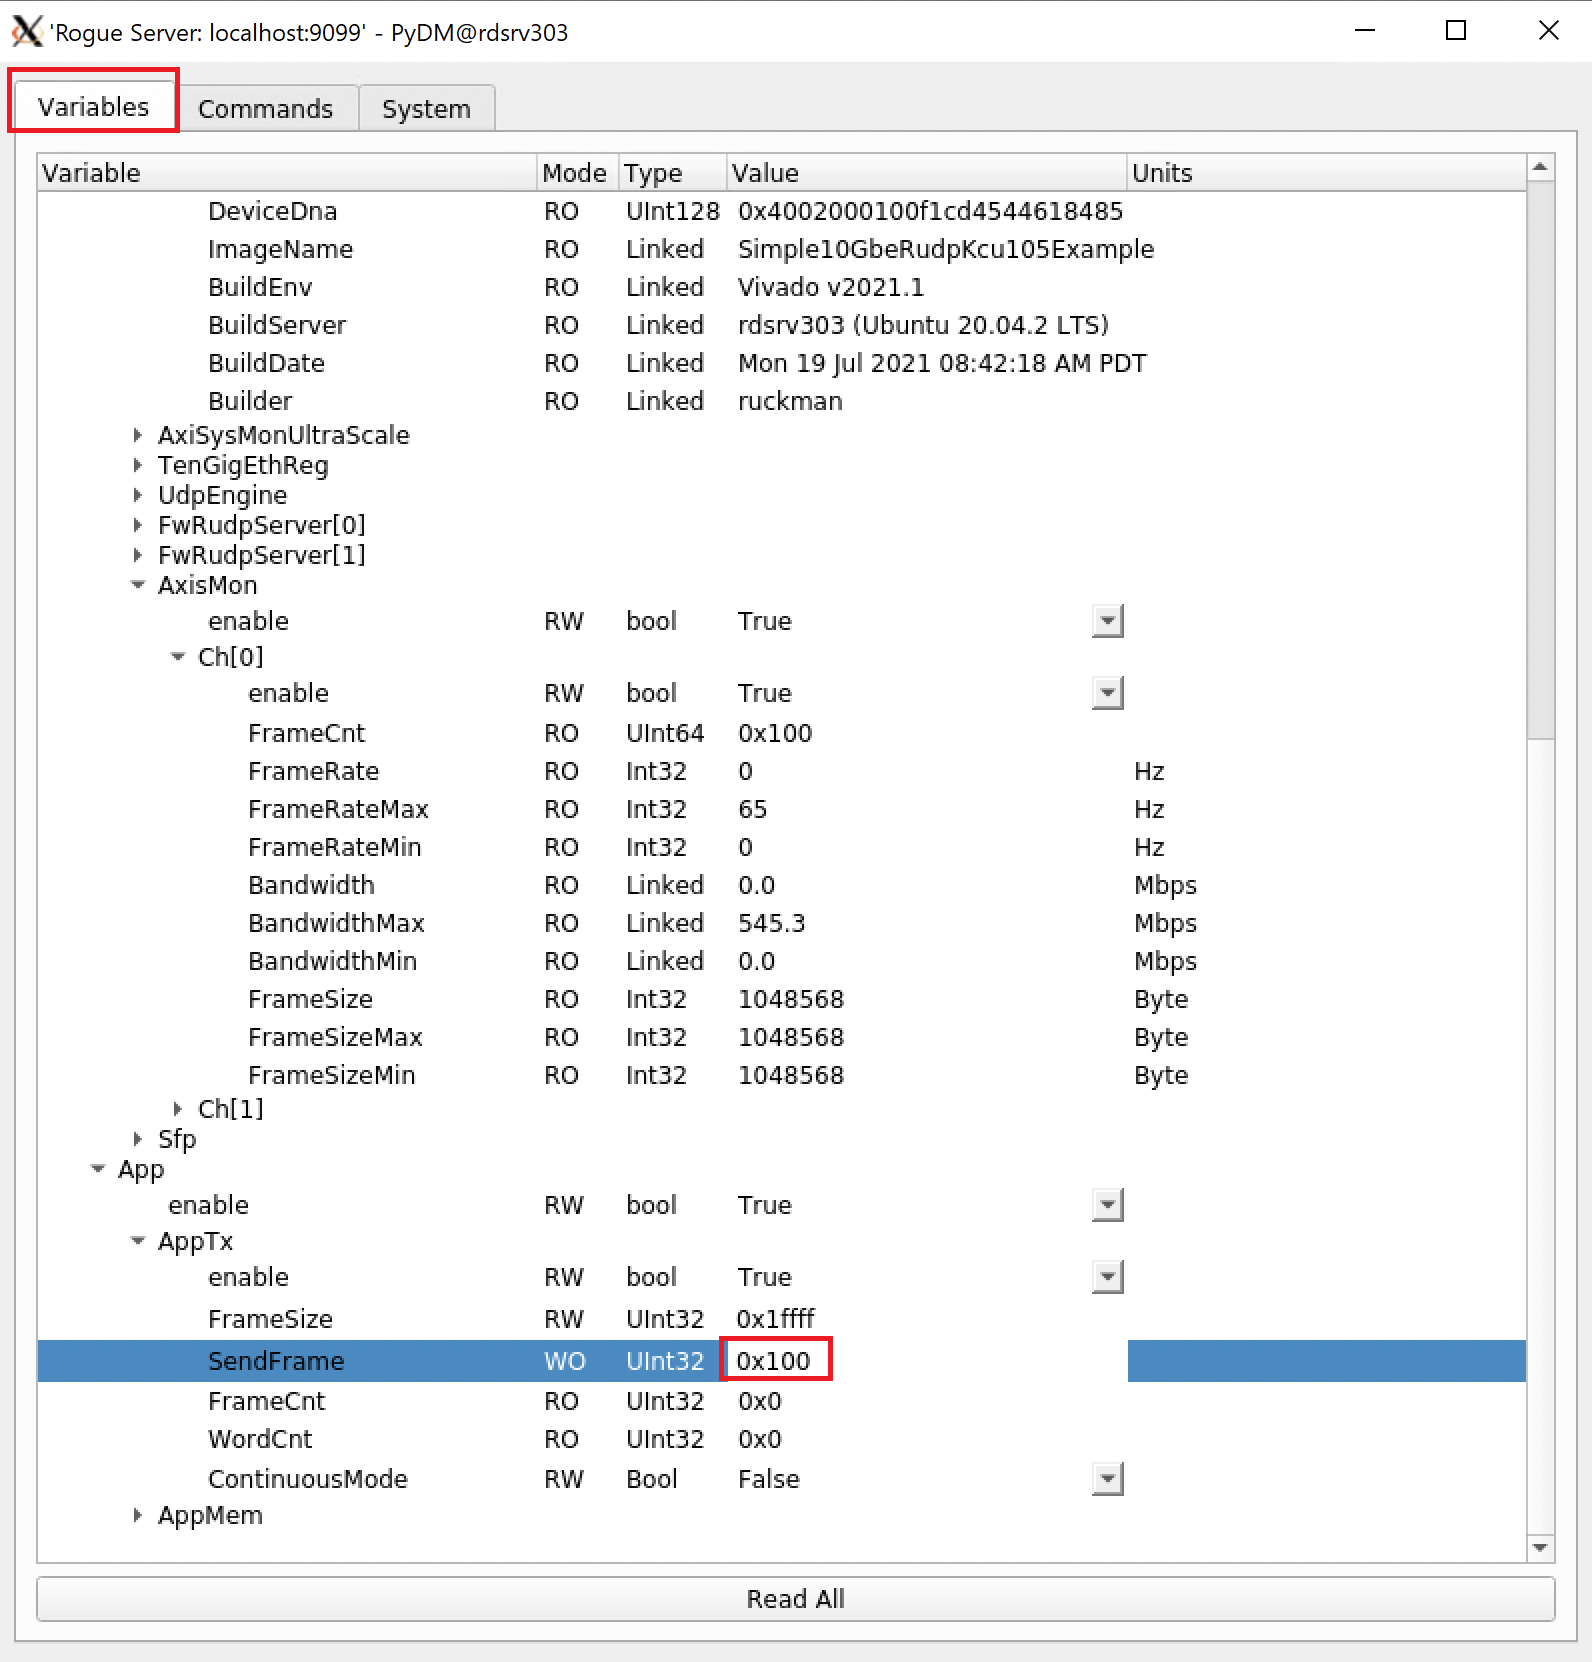 'Rogue Server: localhost:9099' - PyDM@rdsrv303
Variables Commands System
Variable Mode Type Value Units
DeviceDna RO UInt128 0x4002000100f1cd4544618485
ImageName RO Linked Simple10GbeRudpKcu105Example
BuildEnv RO Linked Vivado v2021.1
BuildServer RO Linked rdsrv303 (Ubuntu 20.04.2 LTS)
BuildDate RO Linked Mon 19 Jul 2021 08:42:18 AM PDT
Builder RO Linked ruckman
AxiSysMonUltraScale
TenGigEthReg
UdpEngine
FwRudpServer[0]
FwRudpServer[1]
AxisMon
enable RW bool True
Ch[0]
enable RW bool True
FrameCnt RO UInt64 0x100
FrameRate RO Int32 0 Hz
FrameRateMax RO Int32 65 Hz
FrameRateMin RO Int32 0 Hz
Bandwidth RO Linked 0.0 Mbps
BandwidthMax RO Linked 545.3 Mbps
BandwidthMin RO Linked 0.0 Mbps
FrameSize RO Int32 1048568 Byte
FrameSizeMax RO Int32 1048568 Byte
FrameSizeMin RO Int32 1048568 Byte
Ch[1]
Sfp
App
enable RW bool True
AppTx
enable RW bool True
FrameSize RW UInt32 0x1ffff
SendFrame WO UInt32 0x100
FrameCnt RO UInt32 0x0
WordCnt RO UInt32 0x0
ContinuousMode RW Bool False
AppMem
Read All